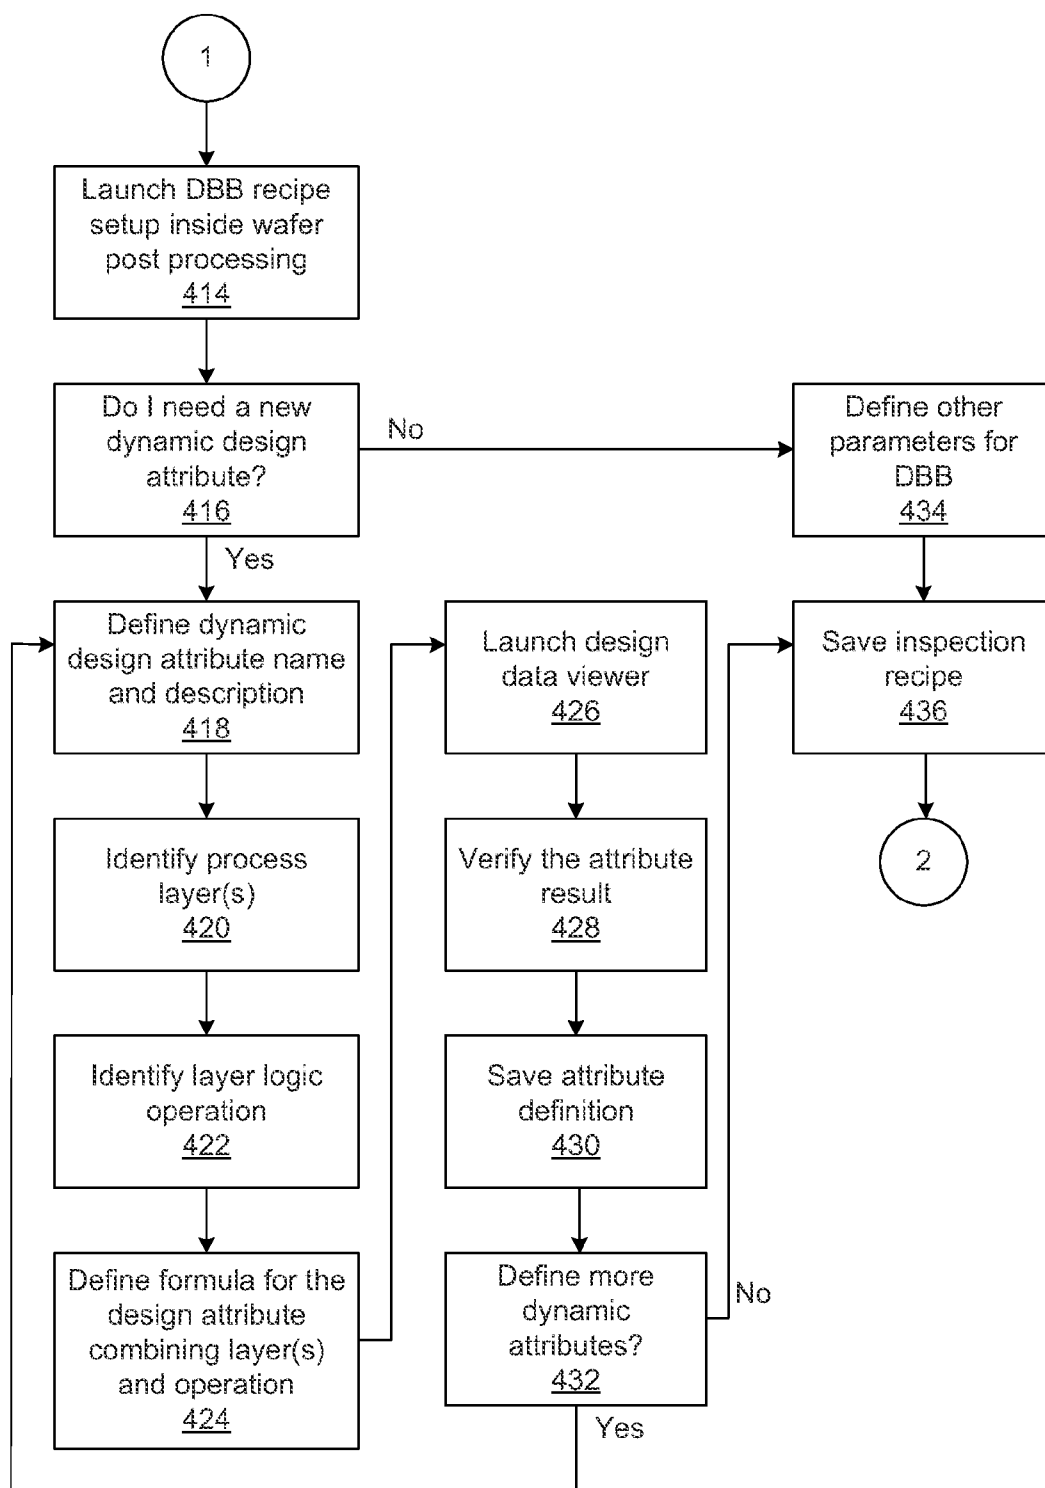 1
Launch DBB recipe
setup inside wafer
post processing
414
Do I need a new
dynamic design
attribute?
416
No
Define other
parameters for
DBB
434
Yes
Define dynamic
design attribute name
and description
418
Launch design
data viewer
426
Save inspection
recipe
436
Identify process
layer(s)
420
Verify the attribute
result
428
2
Identify layer logic
operation
422
Save attribute
definition
430
Define formula for the
design attribute
combining layer(s)
and operation
424
Define more
dynamic
attributes?
432
No
Yes